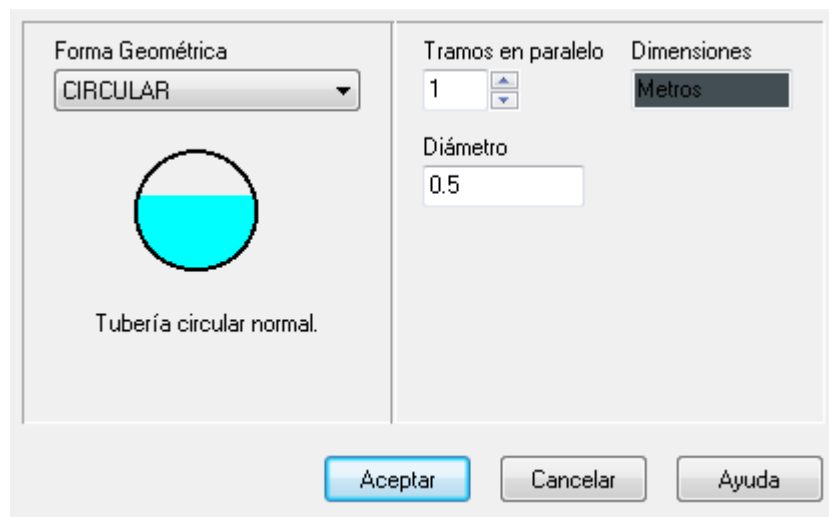 Forma Geométrica
CIRCULAR
Tubería circular normal.
Tramos en paralelo
1
Dimensiones
Metros
Diámetro
0.5
Aceptar
Cancelar
Ayuda